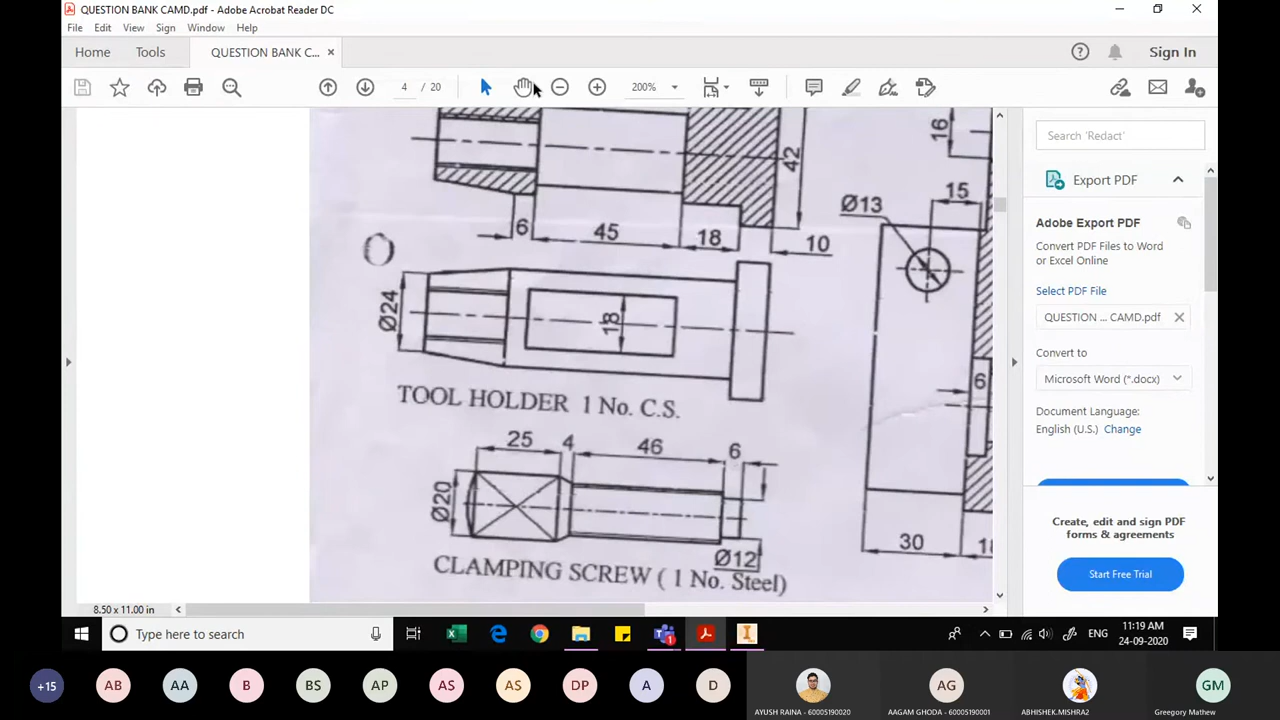 QUESTION BANK CAMD.pdf - Adobe Acrobat Reader DC
File Edit View Sign Window Help
Home Tools QUESTION BANK C... × Sign In
4 / 20 200%
Search 'Redact'
Export PDF
Adobe Export PDF
Convert PDF Files to Word
or Excel Online
Select PDF File
QUESTION ... CAMD.pdf ×
Convert to
Microsoft Word (*.docx)
Document Language:
English (U.S.) Change
Create, edit and sign PDF
forms & agreements
Start Free Trial
42
16
15
Ø13
6 45 18 10
Ø24
18
6
TOOL HOLDER 1 No. C.S.
25 4 46 6
Ø20
Ø12
30
CLAMPING SCREW ( 1 No. Steel)
8.50 x 11.00 in
Type here to search
ENG
11:19 AM
24-09-2020
+15 AB AA B BS AP AS AS DP A D AG GM
AYUSH RAINA - 60005190020
AAGAM GHODA - 60005190001
ABHISHEK.MISHRA2
Greegory Mathew